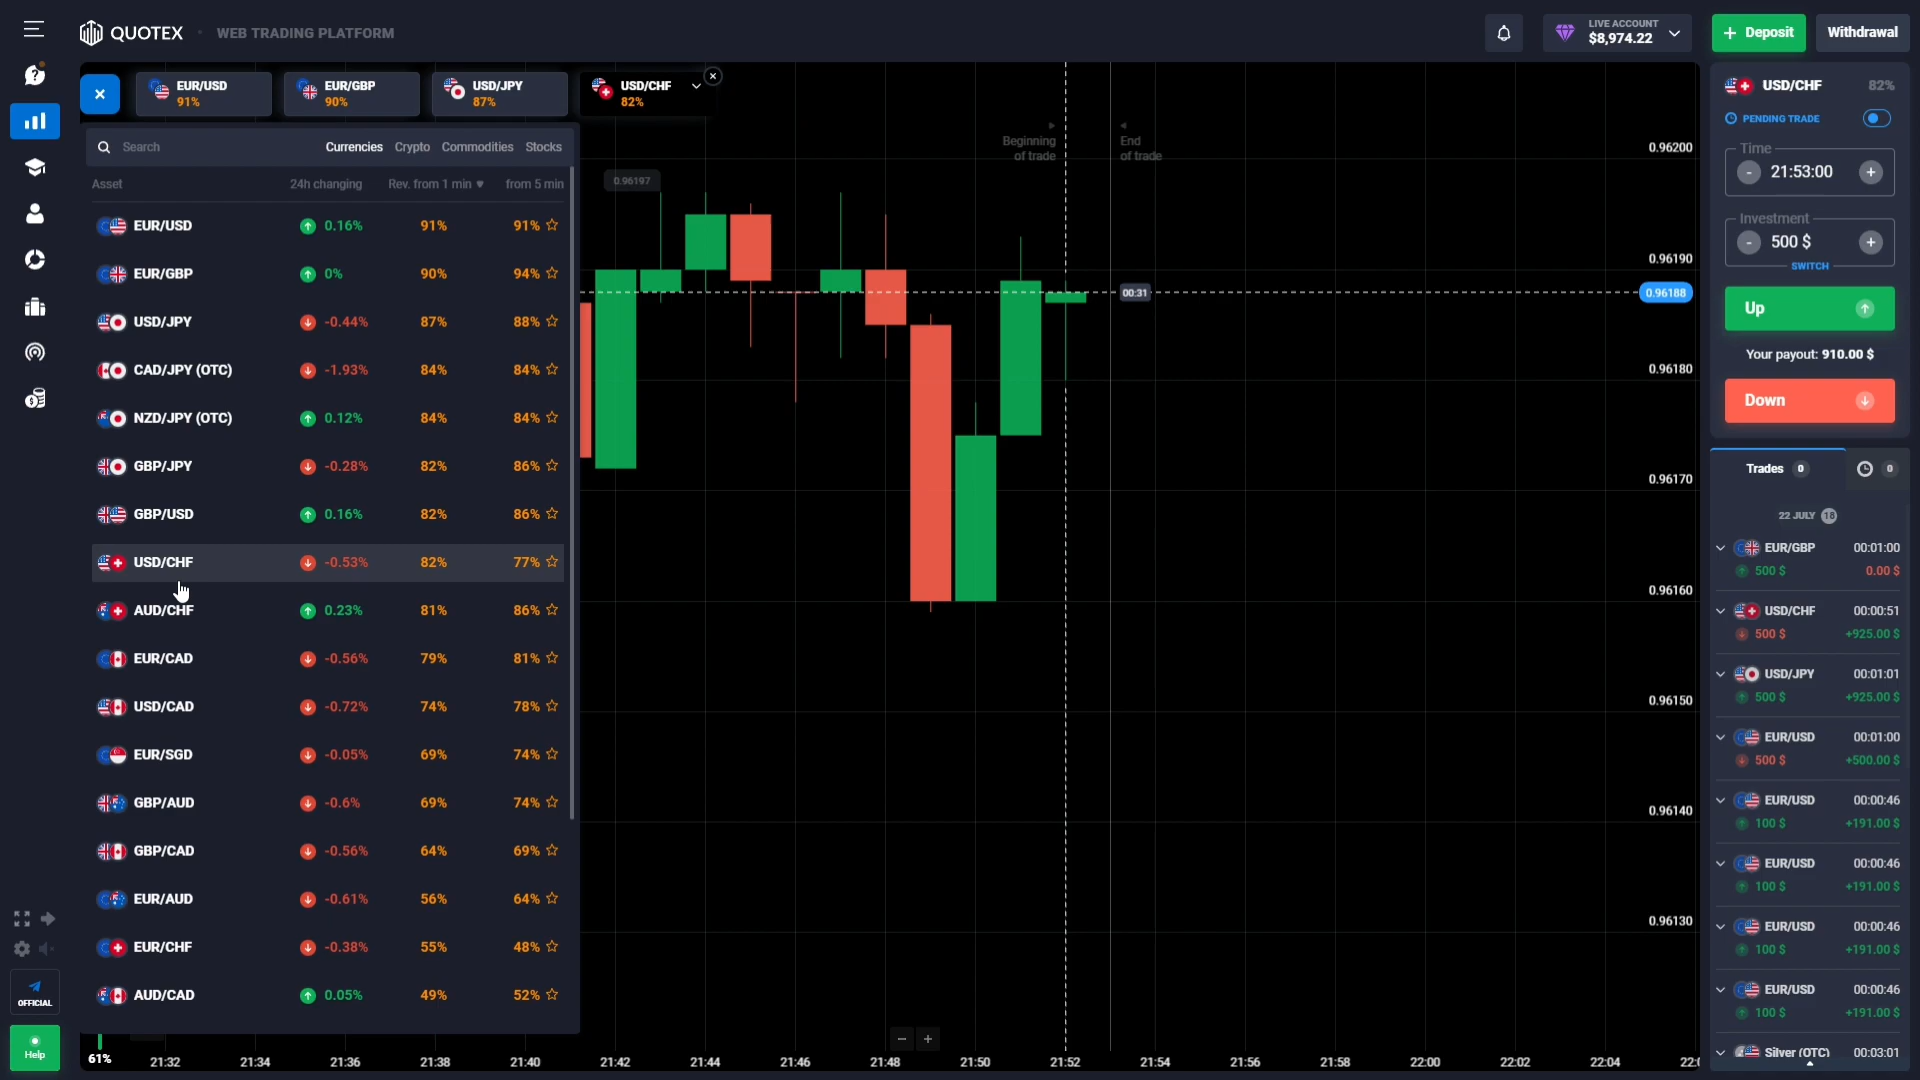 QUOTEX
WEB TRADING PLATFORM
LIVE ACCOUNT
$8,974.22
+ Deposit
Withdrawal
EUR/USD
91%
EUR/GBP
90%
USD/JPY
87%
USD/CHF
82%
Search
Currencies Crypto Commodities Stocks
Asset 24h changing Rev. from 1 min from 5 min
EUR/USD 0.16% 91% 91%
EUR/GBP 0% 90% 94%
USD/JPY -0.44% 87% 88%
CAD/JPY (OTC) -1.93% 84% 84%
NZD/JPY (OTC) 0.12% 84% 84%
GBP/JPY -0.28% 82% 86%
GBP/USD 0.16% 82% 86%
USD/CHF -0.53% 82% 77%
AUD/CHF 0.23% 81% 86%
EUR/CAD -0.56% 79% 81%
USD/CAD -0.72% 74% 78%
EUR/SGD -0.05% 69% 74%
GBP/AUD -0.6% 69% 74%
GBP/CAD -0.56% 64% 69%
EUR/AUD -0.61% 56% 64%
EUR/CHF -0.38% 55% 48%
AUD/CAD 0.05% 49% 52%
OFFICIAL
Help
61%
0.96197
Beginning
of trade
End
of trade
00:31
0.96200
0.96190
0.96188
0.96180
0.96170
0.96160
0.96150
0.96140
0.96130
21:32 21:34 21:36 21:38 21:40 21:42 21:44 21:46 21:48 21:50 21:52 21:54 21:56 21:58 22:00 22:02 22:04
USD/CHF 82%
PENDING TRADE
Time
- 21:53:00 +
Investment
- 500 $ +
SWITCH
Up
Your payout: 910.00 $
Down
Trades 0 0
22 JULY 18
EUR/GBP 00:01:00
500 $ 0.00 $
USD/CHF 00:00:51
500 $ +925.00 $
USD/JPY 00:01:01
500 $ +925.00 $
EUR/USD 00:01:00
500 $ +500.00 $
EUR/USD 00:00:46
100 $ +191.00 $
EUR/USD 00:00:46
100 $ +191.00 $
EUR/USD 00:00:46
100 $ +191.00 $
EUR/USD 00:00:46
100 $ +191.00 $
Silver (OTC) 00:03:01